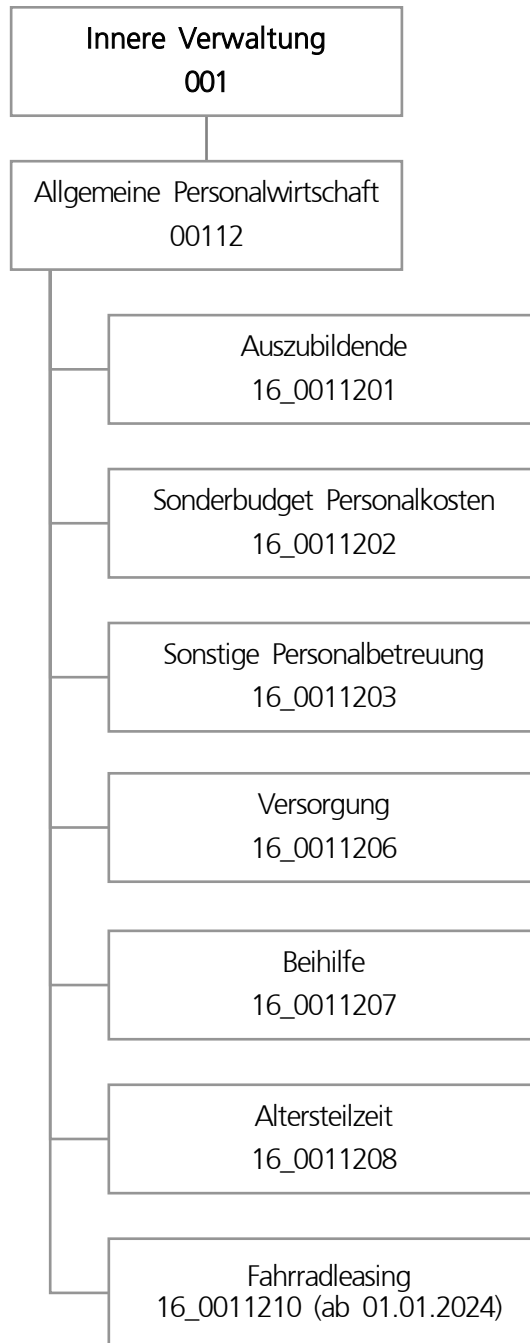 Innere Verwaltung
001
Allgemeine Personalwirtschaft
00112
Auszubildende
16_0011201
Sonderbudget Personalkosten
16_0011202
Sonstige Personalbetreuung
16_0011203
Versorgung
16_0011206
Beihilfe
16_0011207
Altersteilzeit
16_0011208
Fahrradleasing
16_0011210 (ab 01.01.2024)